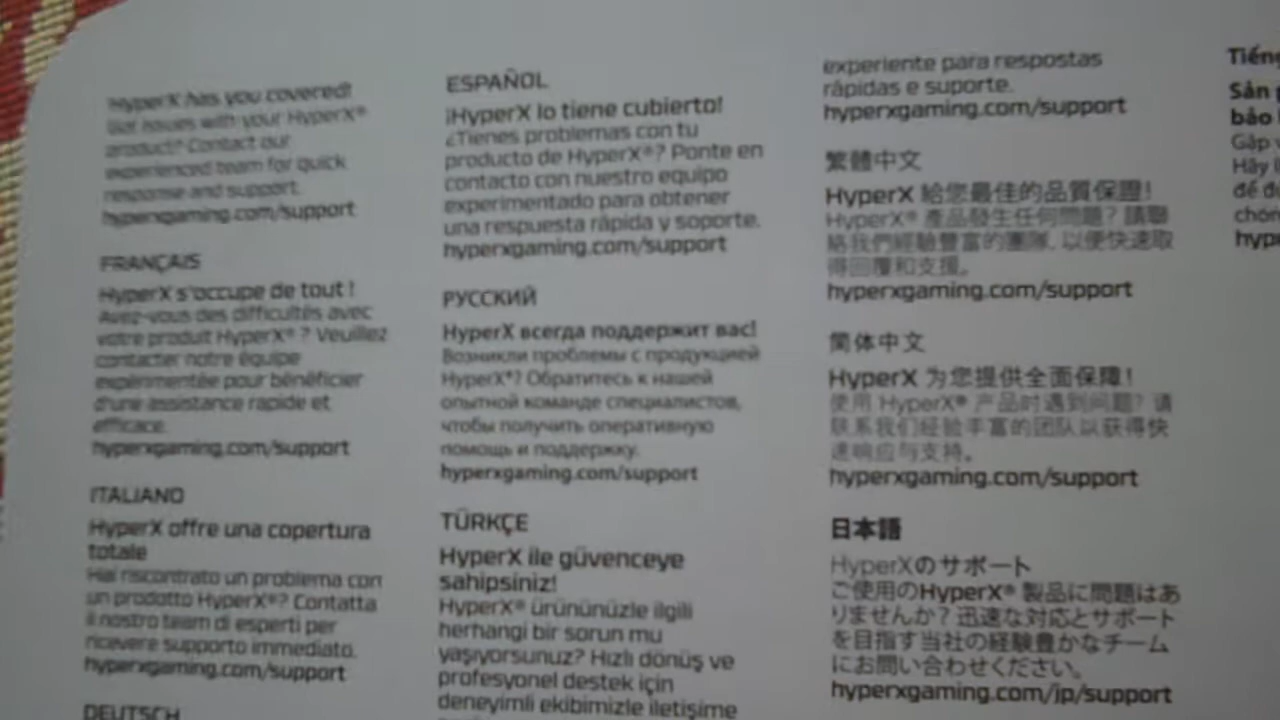 HyperX has you covered!
Got issues with your HyperX®
product? Contact our
experienced team for quick
response and support.
hyperxgaming.com/support
FRANÇAIS
HyperX s'occupe de tout !
Avez-vous des difficultés avec
votre produit HyperX® ? Veuillez
contacter notre équipe
expérimentée pour bénéficier
d'une assistance rapide et
efficace.
hyperxgaming.com/support
ITALIANO
HyperX offre una copertura
totale
Hai riscontrato un problema con
un prodotto HyperX®? Contatta
il nostro team di esperti per
ricevere supporto immediato.
hyperxgaming.com/support
DEUTSCH
ESPAÑOL
¡HyperX lo tiene cubierto!
¿Tienes problemas con tu
producto de HyperX®? Ponte en
contacto con nuestro equipo
experimentado para obtener
una respuesta rápida y soporte.
hyperxgaming.com/support
РУССКИЙ
HyperX всегда поддержит вас!
Возникли проблемы с продукцией
HyperX®? Обратитесь к нашей
опытной команде специалистов,
чтобы получить оперативную
помощь и поддержку.
hyperxgaming.com/support
TÜRKÇE
HyperX ile güvenceye
sahipsiniz!
HyperX® ürününüzle ilgili
herhangi bir sorun mu
yaşıyorsunuz? Hızlı dönüş ve
profesyonel destek için
deneyimli ekibimizle iletişime
experiente para respostas
rápidas e suporte.
hyperxgaming.com/support
繁體中文
HyperX 給您最佳的品質保證!
HyperX® 產品發生任何問題? 請聯
絡我們經驗豐富的團隊, 以便快速取
得回覆和支援。
hyperxgaming.com/support
简体中文
HyperX 为您提供全面保障!
使用 HyperX® 产品时遇到问题? 请
联系我们经验丰富的团队以获得快
速响应与支持。
hyperxgaming.com/support
日本語
HyperXのサポート
ご使用のHyperX® 製品に問題はあ
りませんか? 迅速な対応とサポート
を目指す当社の経験豊かなチーム
にお問い合わせください。
hyperxgaming.com/jp/support
Tiếng
Sản
bảo
Gặp
Hãy
để